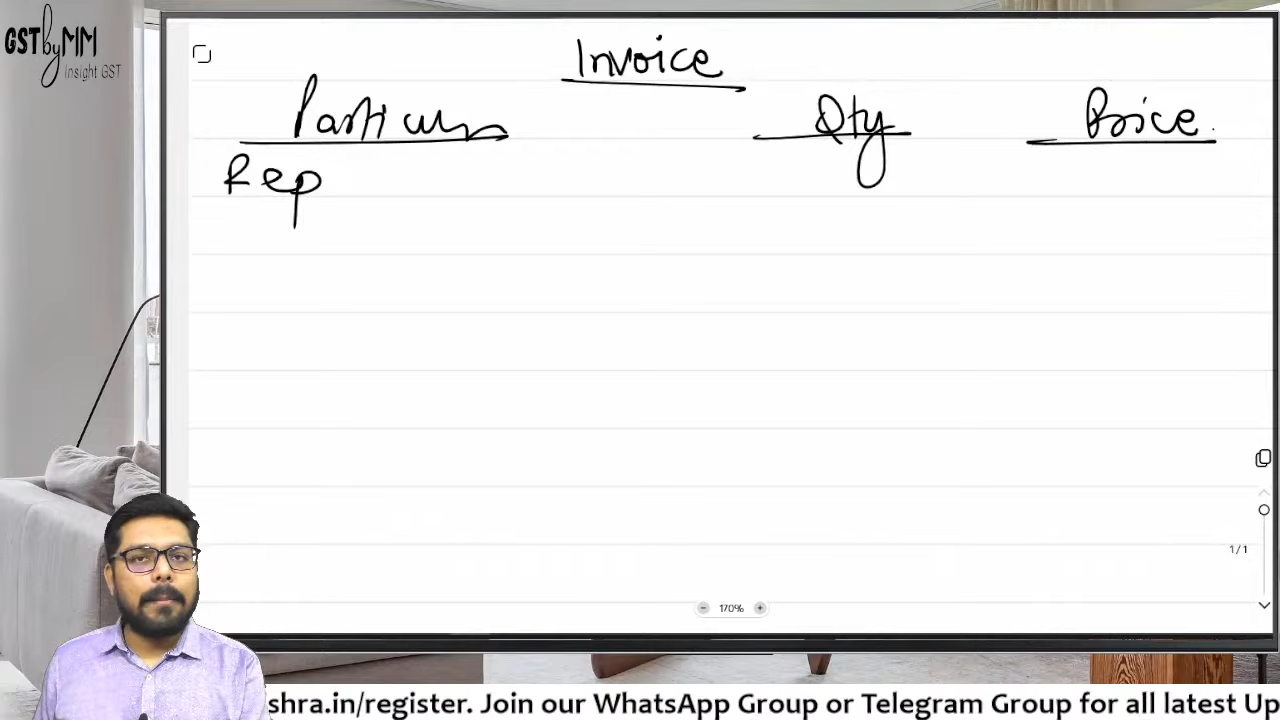 GSTbyMM
Insight GST
Invoice
Particulars Qty Price
Rep
1/1
170%
shra.in/register. Join our WhatsApp Group or Telegram Group for all latest Up